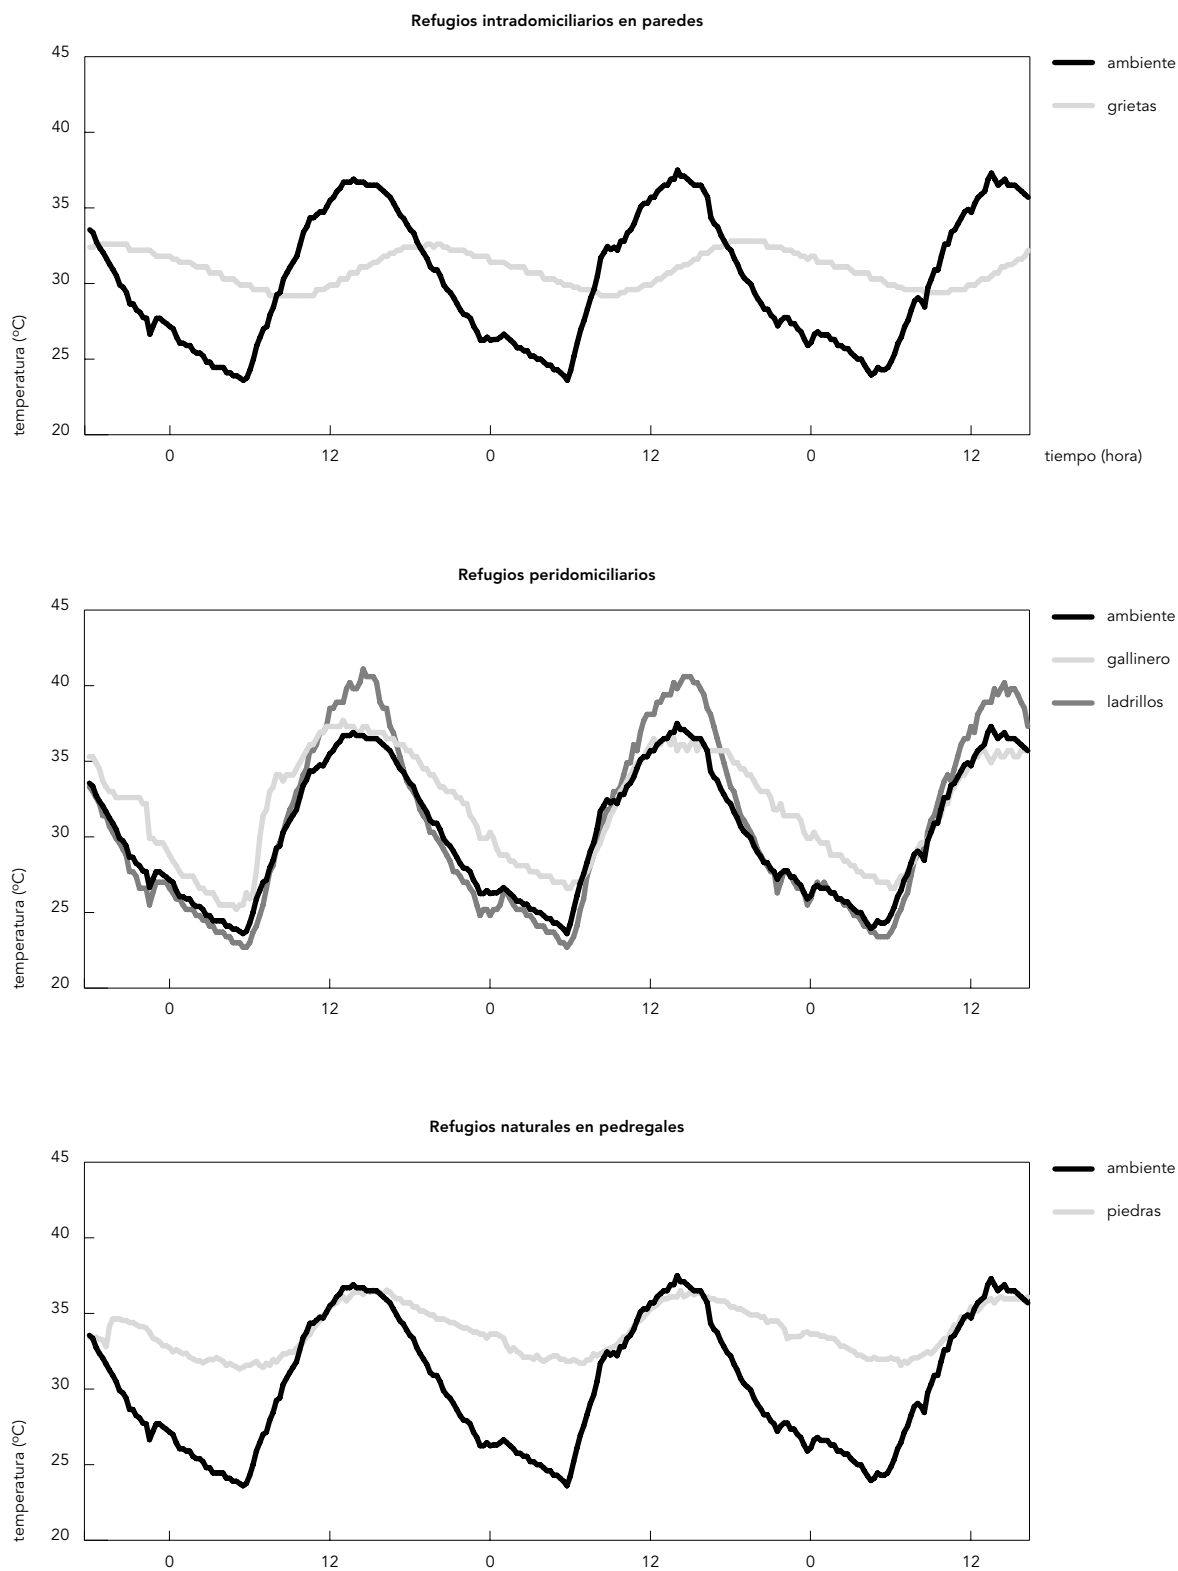 Refugios intradomiciliarios en paredes
45
40
35
30
25
20
temperatura (ºC)
0 12 0 12 0 12
tiempo (hora)
ambiente
grietas
Refugios peridomiciliarios
45
40
35
30
25
20
temperatura (ºC)
0 12 0 12 0 12
ambiente
gallinero
ladrillos
Refugios naturales en pedregales
45
40
35
30
25
20
temperatura (ºC)
0 12 0 12 0 12
ambiente
piedras